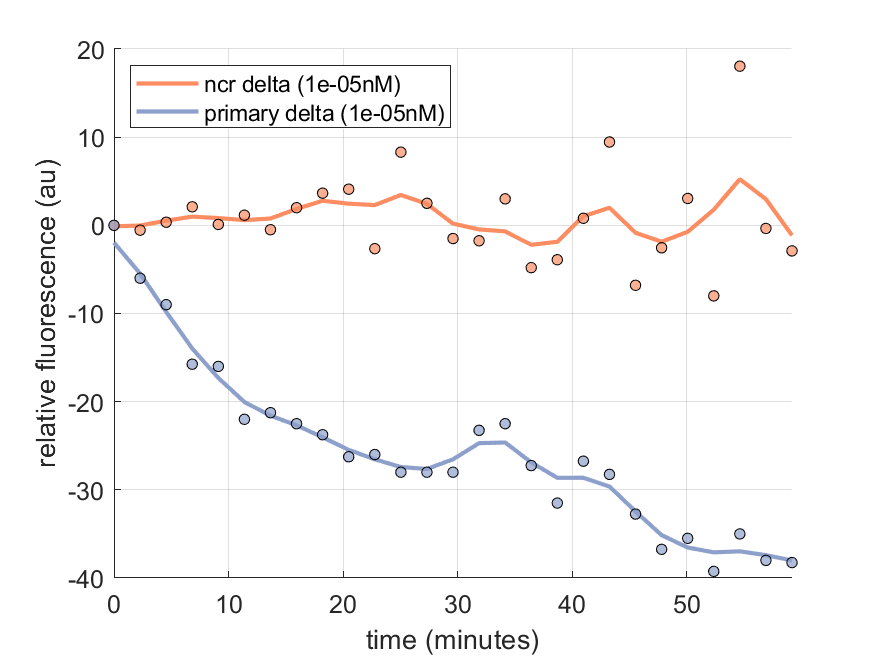 20
10
0
-10
-20
-30
-40
relative fluorescence (au)
ncr delta (1e-05nM)
primary delta (1e-05nM)
0 10 20 30 40 50
time (minutes)